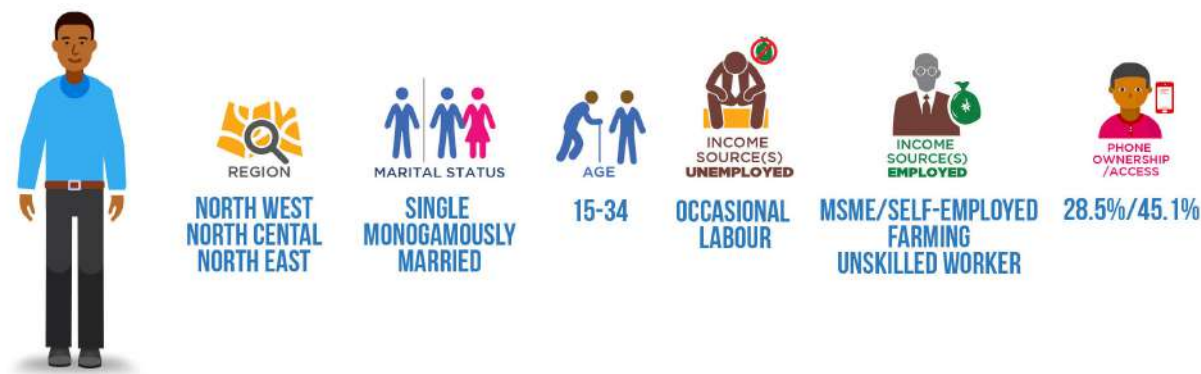 REGION
NORTH WEST
NORTH CENTAL
NORTH EAST
MARITAL STATUS
SINGLE
MONOGAMOUSLY
MARRIED
AGE
15-34
INCOME
SOURCE(S)
UNEMPLOYED
OCCASIONAL
LABOUR
INCOME
SOURCE(S)
EMPLOYED
MSME/SELF-EMPLOYED
FARMING
UNSKILLED WORKER
PHONE
OWNERSHIP
/ACCESS
28.5%/45.1%